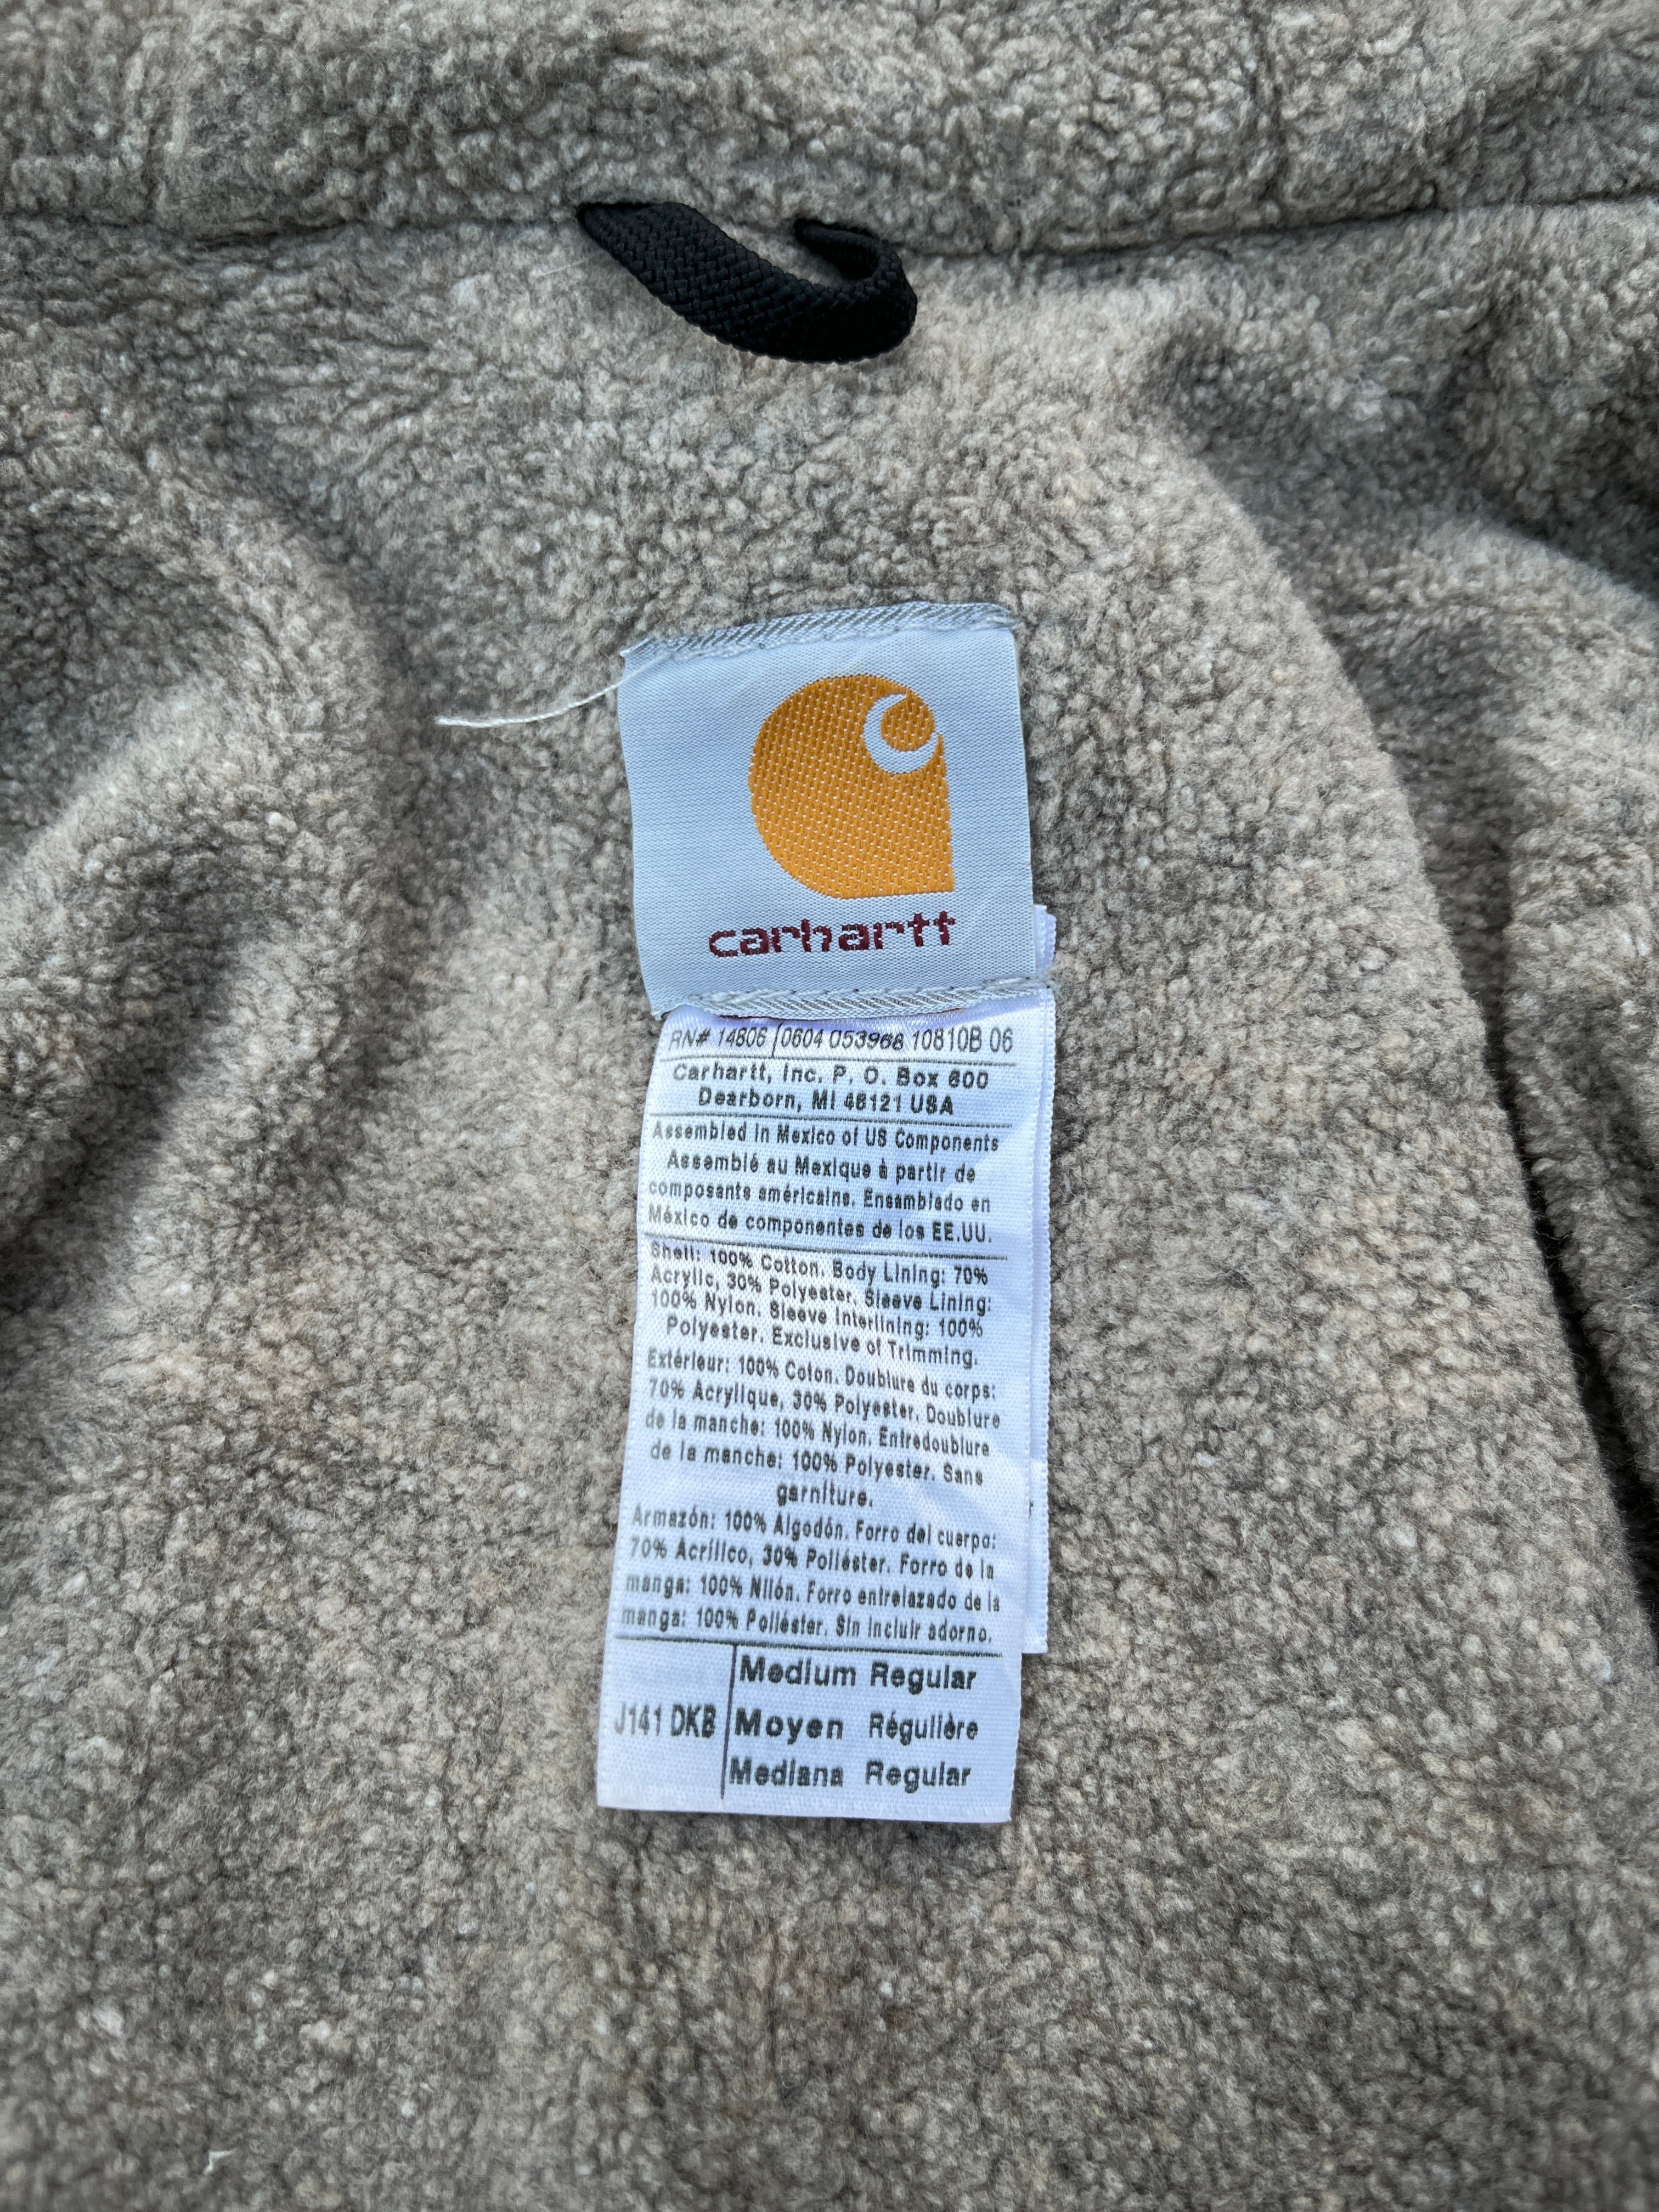 carhartt
RN# 14806 0604 053968 10810B 06
Carhartt, Inc. P. O. Box 600
Dearborn, MI 48121 USA
Assembled in Mexico of US Components
Assemblé au Mexique à partir de
composants américains. Ensamblado en
México de componentes de los EE.UU.
Shell: 100% Cotton. Body Lining: 70%
Acrylic, 30% Polyester. Sleeve Lining:
100% Nylon. Sleeve Interlining: 100%
Polyester. Exclusive of Trimming.
Extérieur: 100% Coton. Doublure du corps:
70% Acrylique, 30% Polyester. Doublure
de la manche: 100% Nylon. Entredoublure
de la manche: 100% Polyester. Sans
garniture.
Armazón: 100% Algodón. Forro del cuerpo:
70% Acrílico, 30% Poliéster. Forro de la
manga: 100% Nilón. Forro entrelazado de la
manga: 100% Poliéster. Sin incluir adorno.
J141 DKB
Medium Regular
Moyen Régulière
Mediana Regular